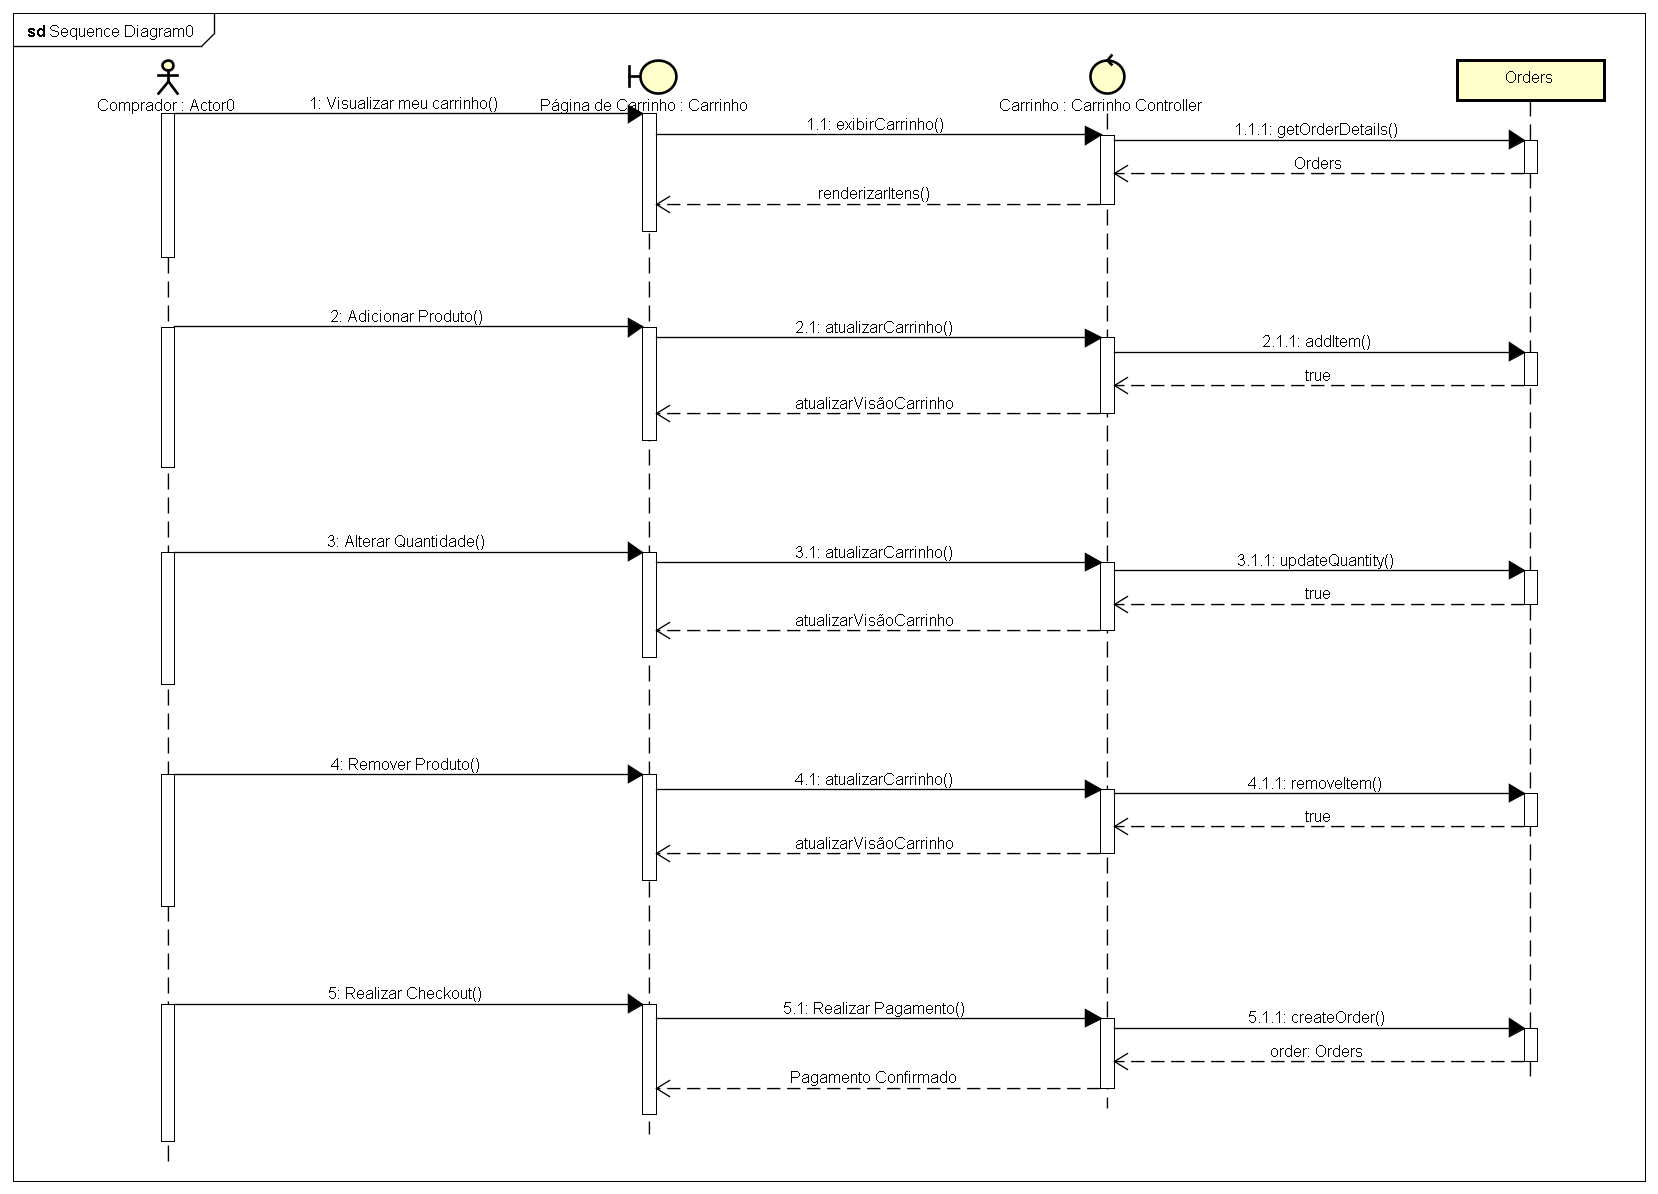 sd Sequence Diagram0
Comprador : Actor0
Página de Carrinho : Carrinho
Carrinho : Carrinho Controller
Orders
1: Visualizar meu carrinho()
1.1: exibirCarrinho()
1.1.1: getOrderDetails()
Orders
renderizarItens()
2: Adicionar Produto()
2.1: atualizarCarrinho()
2.1.1: addItem()
true
atualizarVisãoCarrinho
3: Alterar Quantidade()
3.1: atualizarCarrinho()
3.1.1: updateQuantity()
true
atualizarVisãoCarrinho
4: Remover Produto()
4.1: atualizarCarrinho()
4.1.1: removeItem()
true
atualizarVisãoCarrinho
5: Realizar Checkout()
5.1: Realizar Pagamento()
5.1.1: createOrder()
order: Orders
Pagamento Confirmado